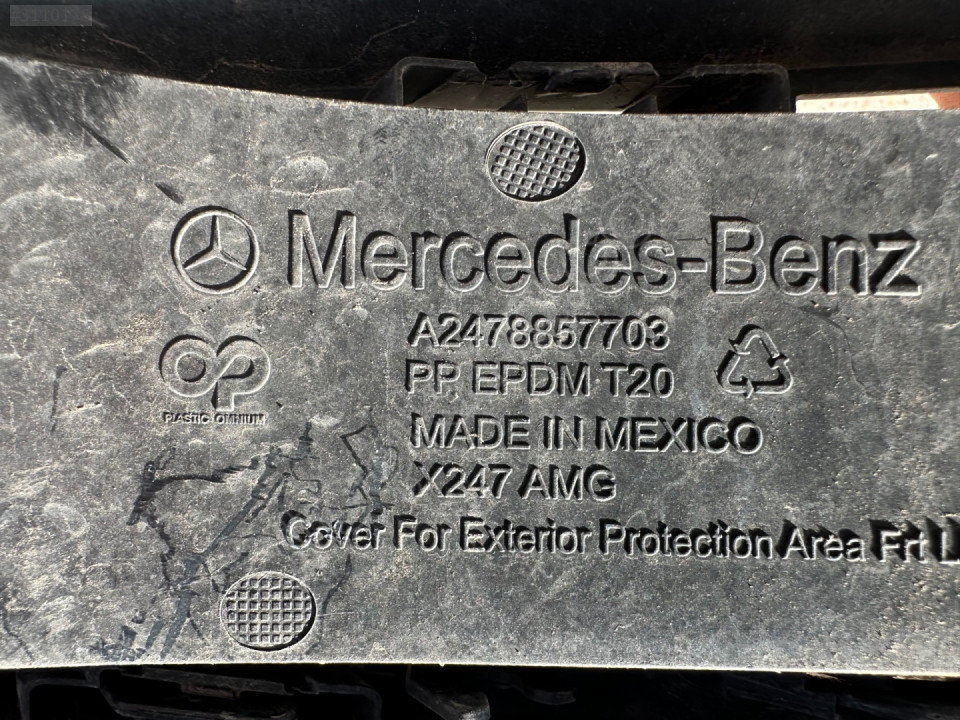 Mercedes-Benz
A2478857703
PP, EPDM T20
PLASTIC OMNIUM
MADE IN MEXICO
X247 AMG
Cover For Exterior Protection Area Frt L